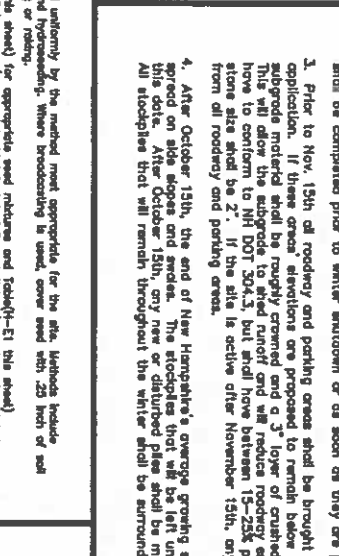 shall be completed prior to winter shutdown or as soon as they are
3. Prior to Nov. 15th all roadway and parking areas shall be brought
application. If these areas' elevations are proposed to remain below
subgrade material shall be roughly crowned and a 3" layer of crushed
This will allow the subgrade to shed runoff and will reduce roadway
have to conform to NH DOT 304.3, but shall have between 15-25%
stone size shall be 2". If the site is active after November 15th,
from all roadway and parking areas.
4. After October 15th, the end of New Hampshire's average growing
spread on side slopes and swales. The stockpiles that will be left
this date. After October 15th, any new or disturbed piles shall be
All stockpiles that will remain throughout the winter shall be
uniformly by the method most appropriate for the site. Methods include
hydroseeding. Where broadcasting is used, cover seed with .25 inch of soil
or raking.
sheet) for appropriate seed mixtures and Table(H-E1 this sheet)